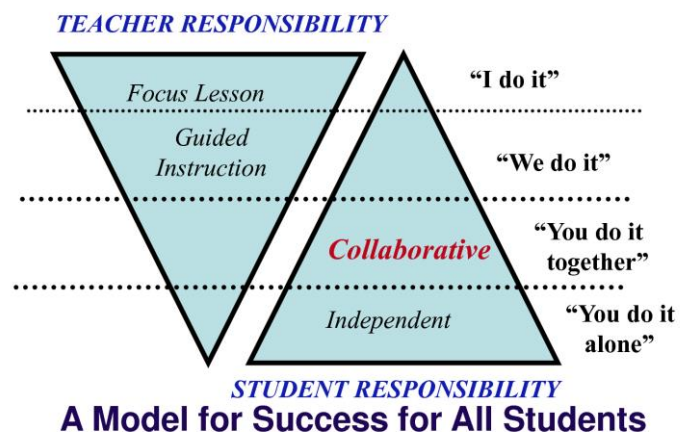 TEACHER RESPONSIBILITY
Focus Lesson
“I do it”
Guided
Instruction
“We do it”
Collaborative
“You do it
together”
Independent
“You do it
alone”
STUDENT RESPONSIBILITY
A Model for Success for All Students